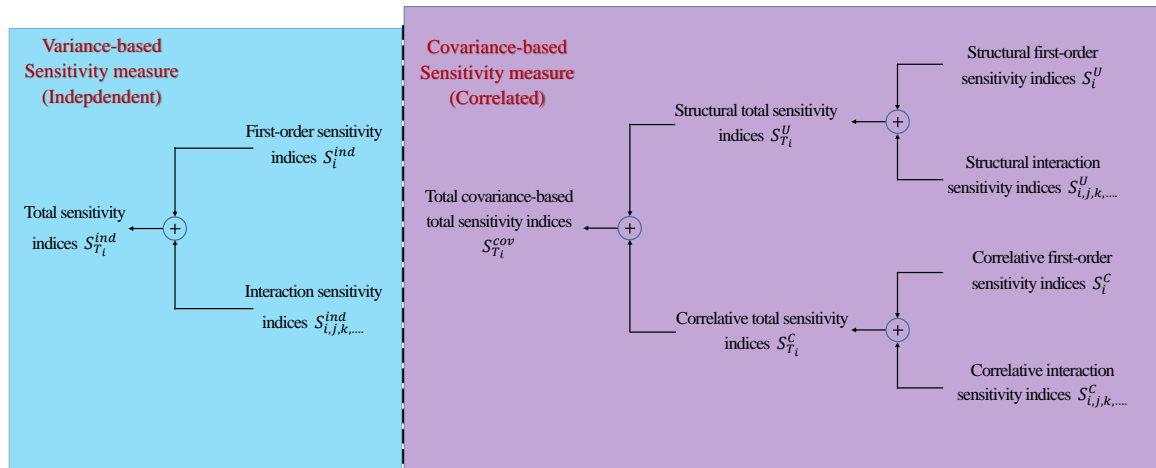 Variance-based
Sensitivity measure
(Indepdendent)
First-order sensitivity
indices $S_i^{ind}$
Total sensitivity
indices $S_{T_i}^{ind}$
+
Interaction sensitivity
indices $S_{i,j,k,....}^{ind}$
Covariance-based
Sensitivity measure
(Correlated)
Structural first-order
sensitivity indices $S_i^U$
Structural total sensitivity
indices $S_{T_i}^U$
+
Structural interaction
sensitivity indices $S_{i,j,k,....}^U$
Total covariance-based
total sensitivity indices
$S_{T_i}^{cov}$
+
Correlative first-order
sensitivity indices $S_i^C$
Correlative total sensitivity
indices $S_{T_i}^C$
+
Correlative interaction
sensitivity indices $S_{i,j,k,....}^C$